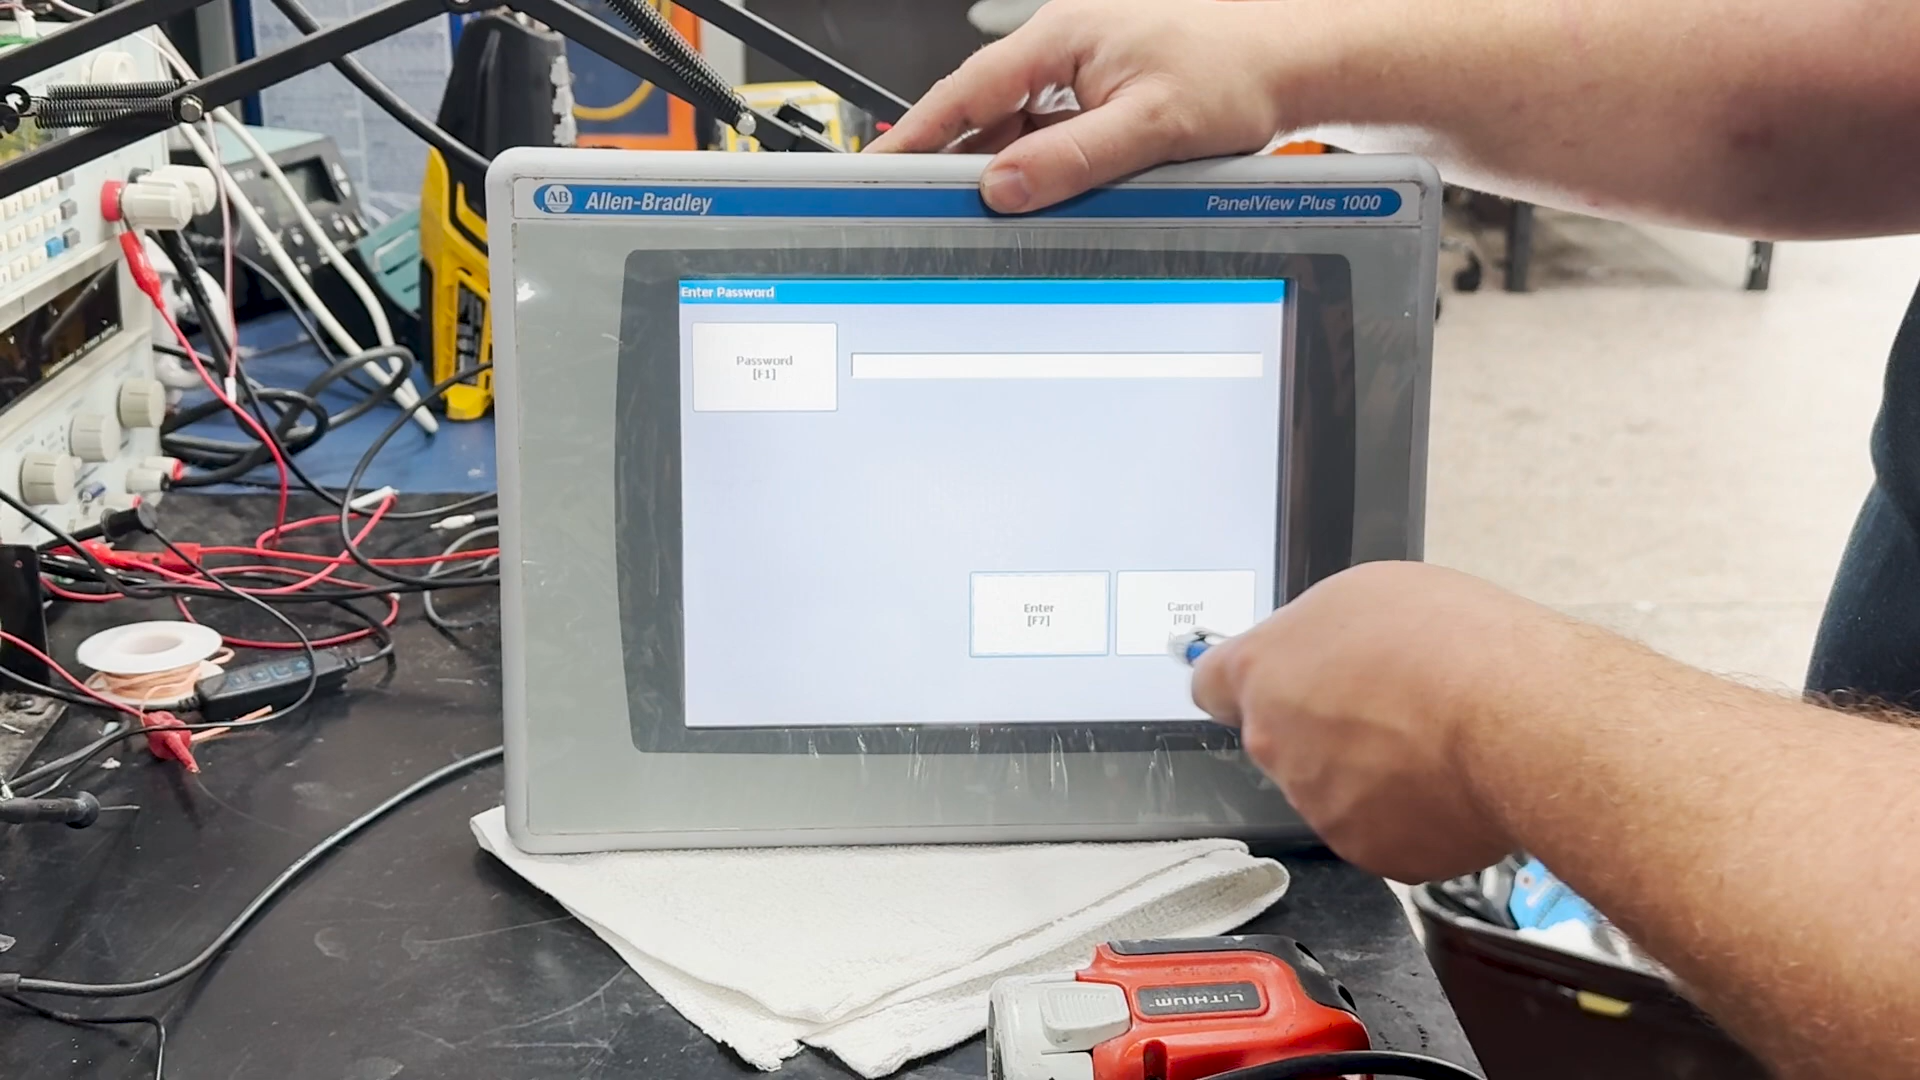 AB Allen-Bradley
PanelView Plus 1000
Enter Password
Password
[F1]
Enter
[F7]
Cancel
[F8]
LITHIUM